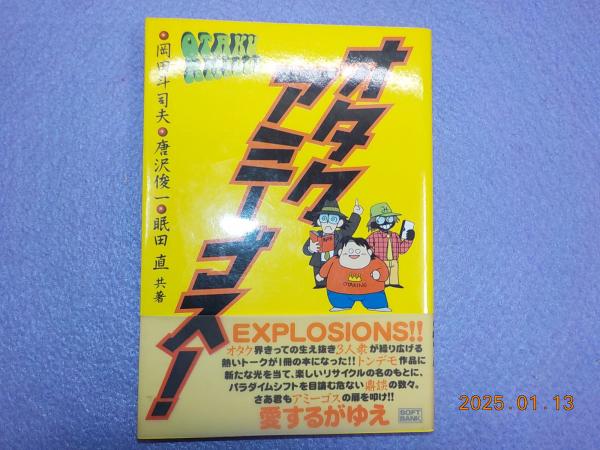 OTAKU
AMIGOS
オタク
アミーゴス!
•岡田斗司夫•唐沢俊一•眠田 直 共著
OTAKING
EXPLOSIONS!!
オタク界きっての生え抜き3人衆が繰り広げる
熱いトークが1冊の本になった!!トンデモ作品に
新たな光を当て、楽しいリサイクルの名のもとに、
パラダイムシフトを目論む危ない鼎談の数々。
さあ君もアミーゴスの扉を叩け!!
愛するがゆえ
SOFT
BANK
2025.01.13